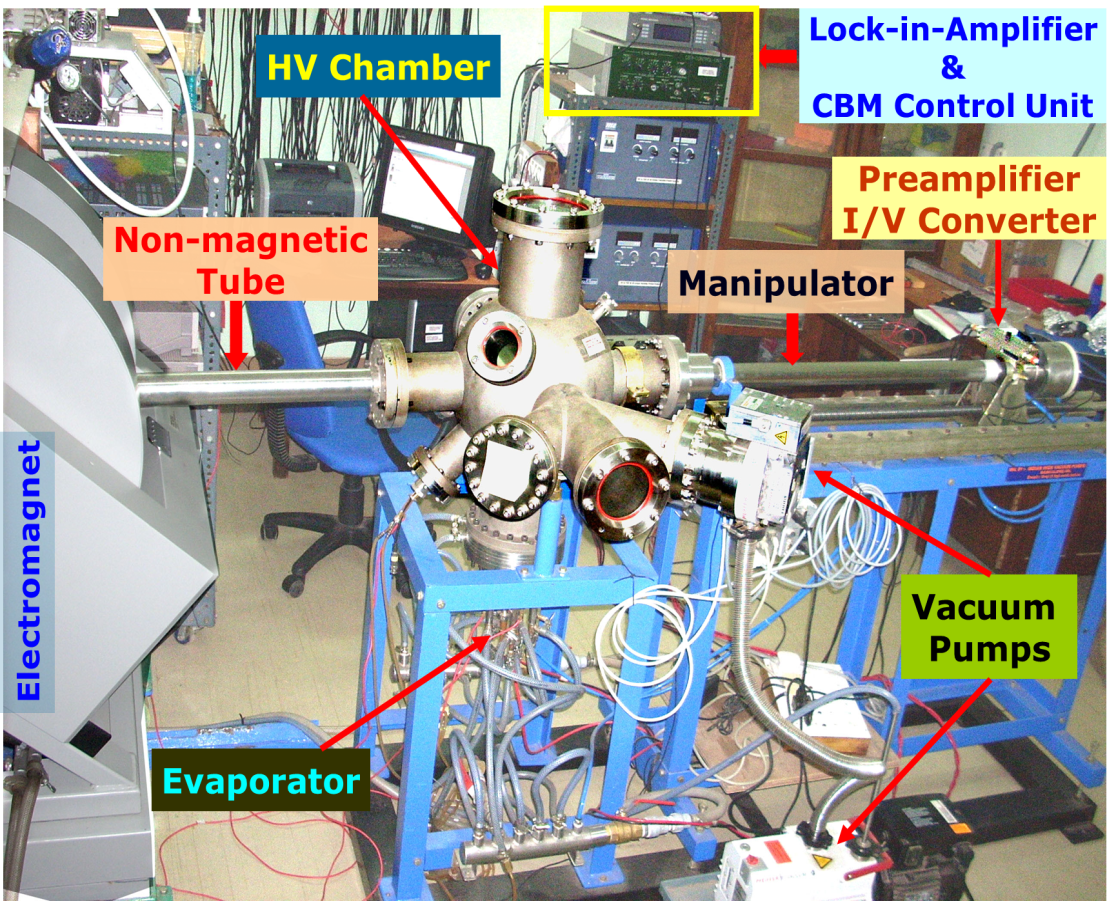 Lock-in-Amplifier
&
CBM Control Unit
HV Chamber
Preamplifier
I/V Converter
Non-magnetic
Tube
Manipulator
Electromagnet
Vacuum
Pumps
Evaporator